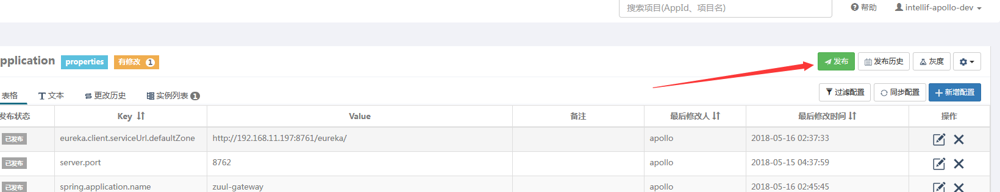 搜索项目(AppId、项目名) 帮助 intellif-apollo-dev
pplication properties 有修改 1 发布 发布历史 灰度
表格 文本 更改历史 实例列表 1 过滤配置 同步配置 新增配置
发布状态 Key Value 备注 最后修改人 最后修改时间 操作
已发布 eureka.client.serviceUrl.defaultZone http://192.168.11.197:8761/eureka/ apollo 2018-05-16 02:37:33
已发布 server.port 8762 apollo 2018-05-15 04:37:59
已发布 spring.application.name zuul-gateway apollo 2018-05-16 02:45:45